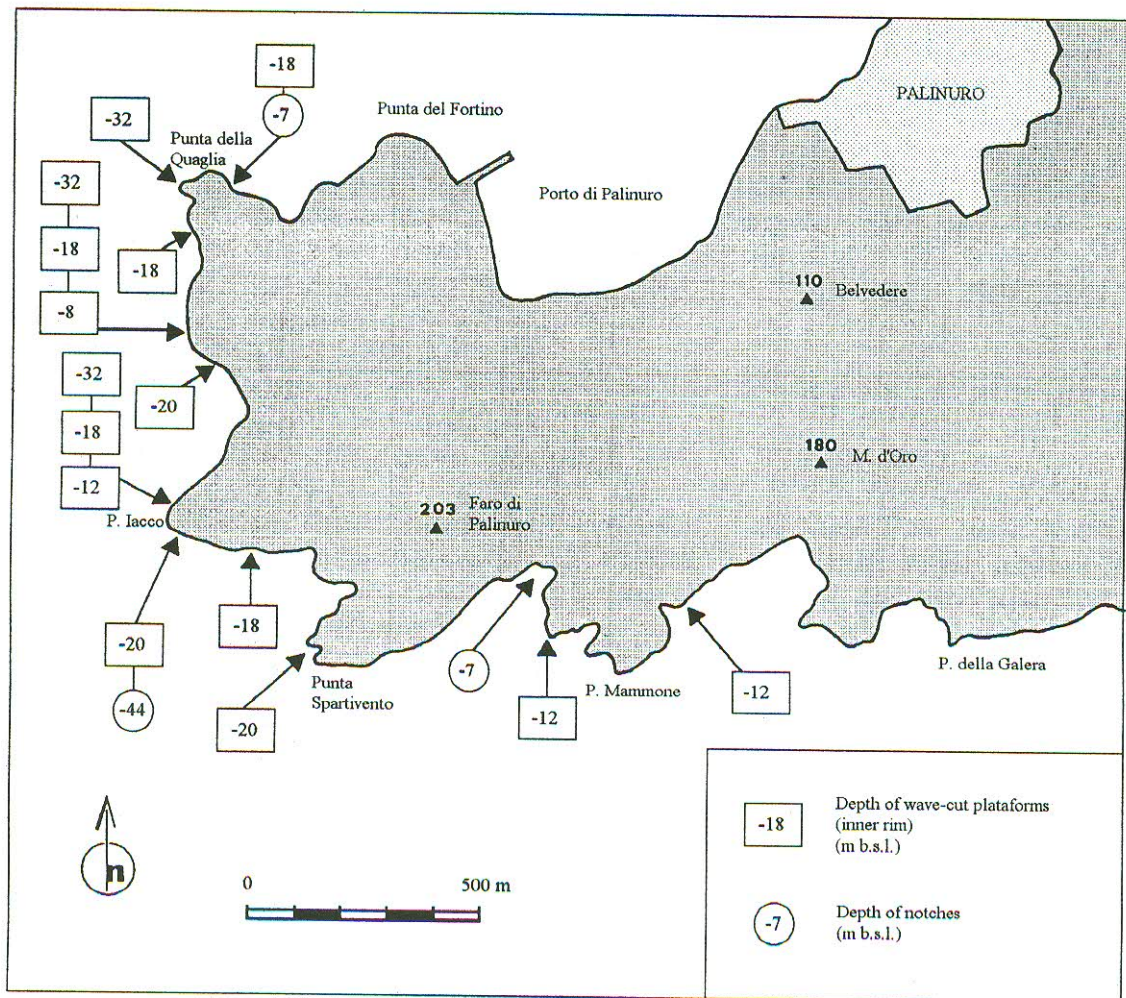 -18
-7
Punta del Fortino
PALINURO
-32
Punta della
Quaglia
-32
-18
-8
-18
Porto di Palinuro
110
Belvedere
-20
-32
-18
-12
P. Iacco
180
M. d'Oro
203
Faro di
Palinuro
-20
-44
-18
-20
Punta
Spartivento
-7
-12
P. Mammone
-12
P. della Galera
n
0
500 m
-18
Depth of wave-cut plataforms
(inner rim)
(m b.s.l.)
-7
Depth of notches
(m b.s.l.)